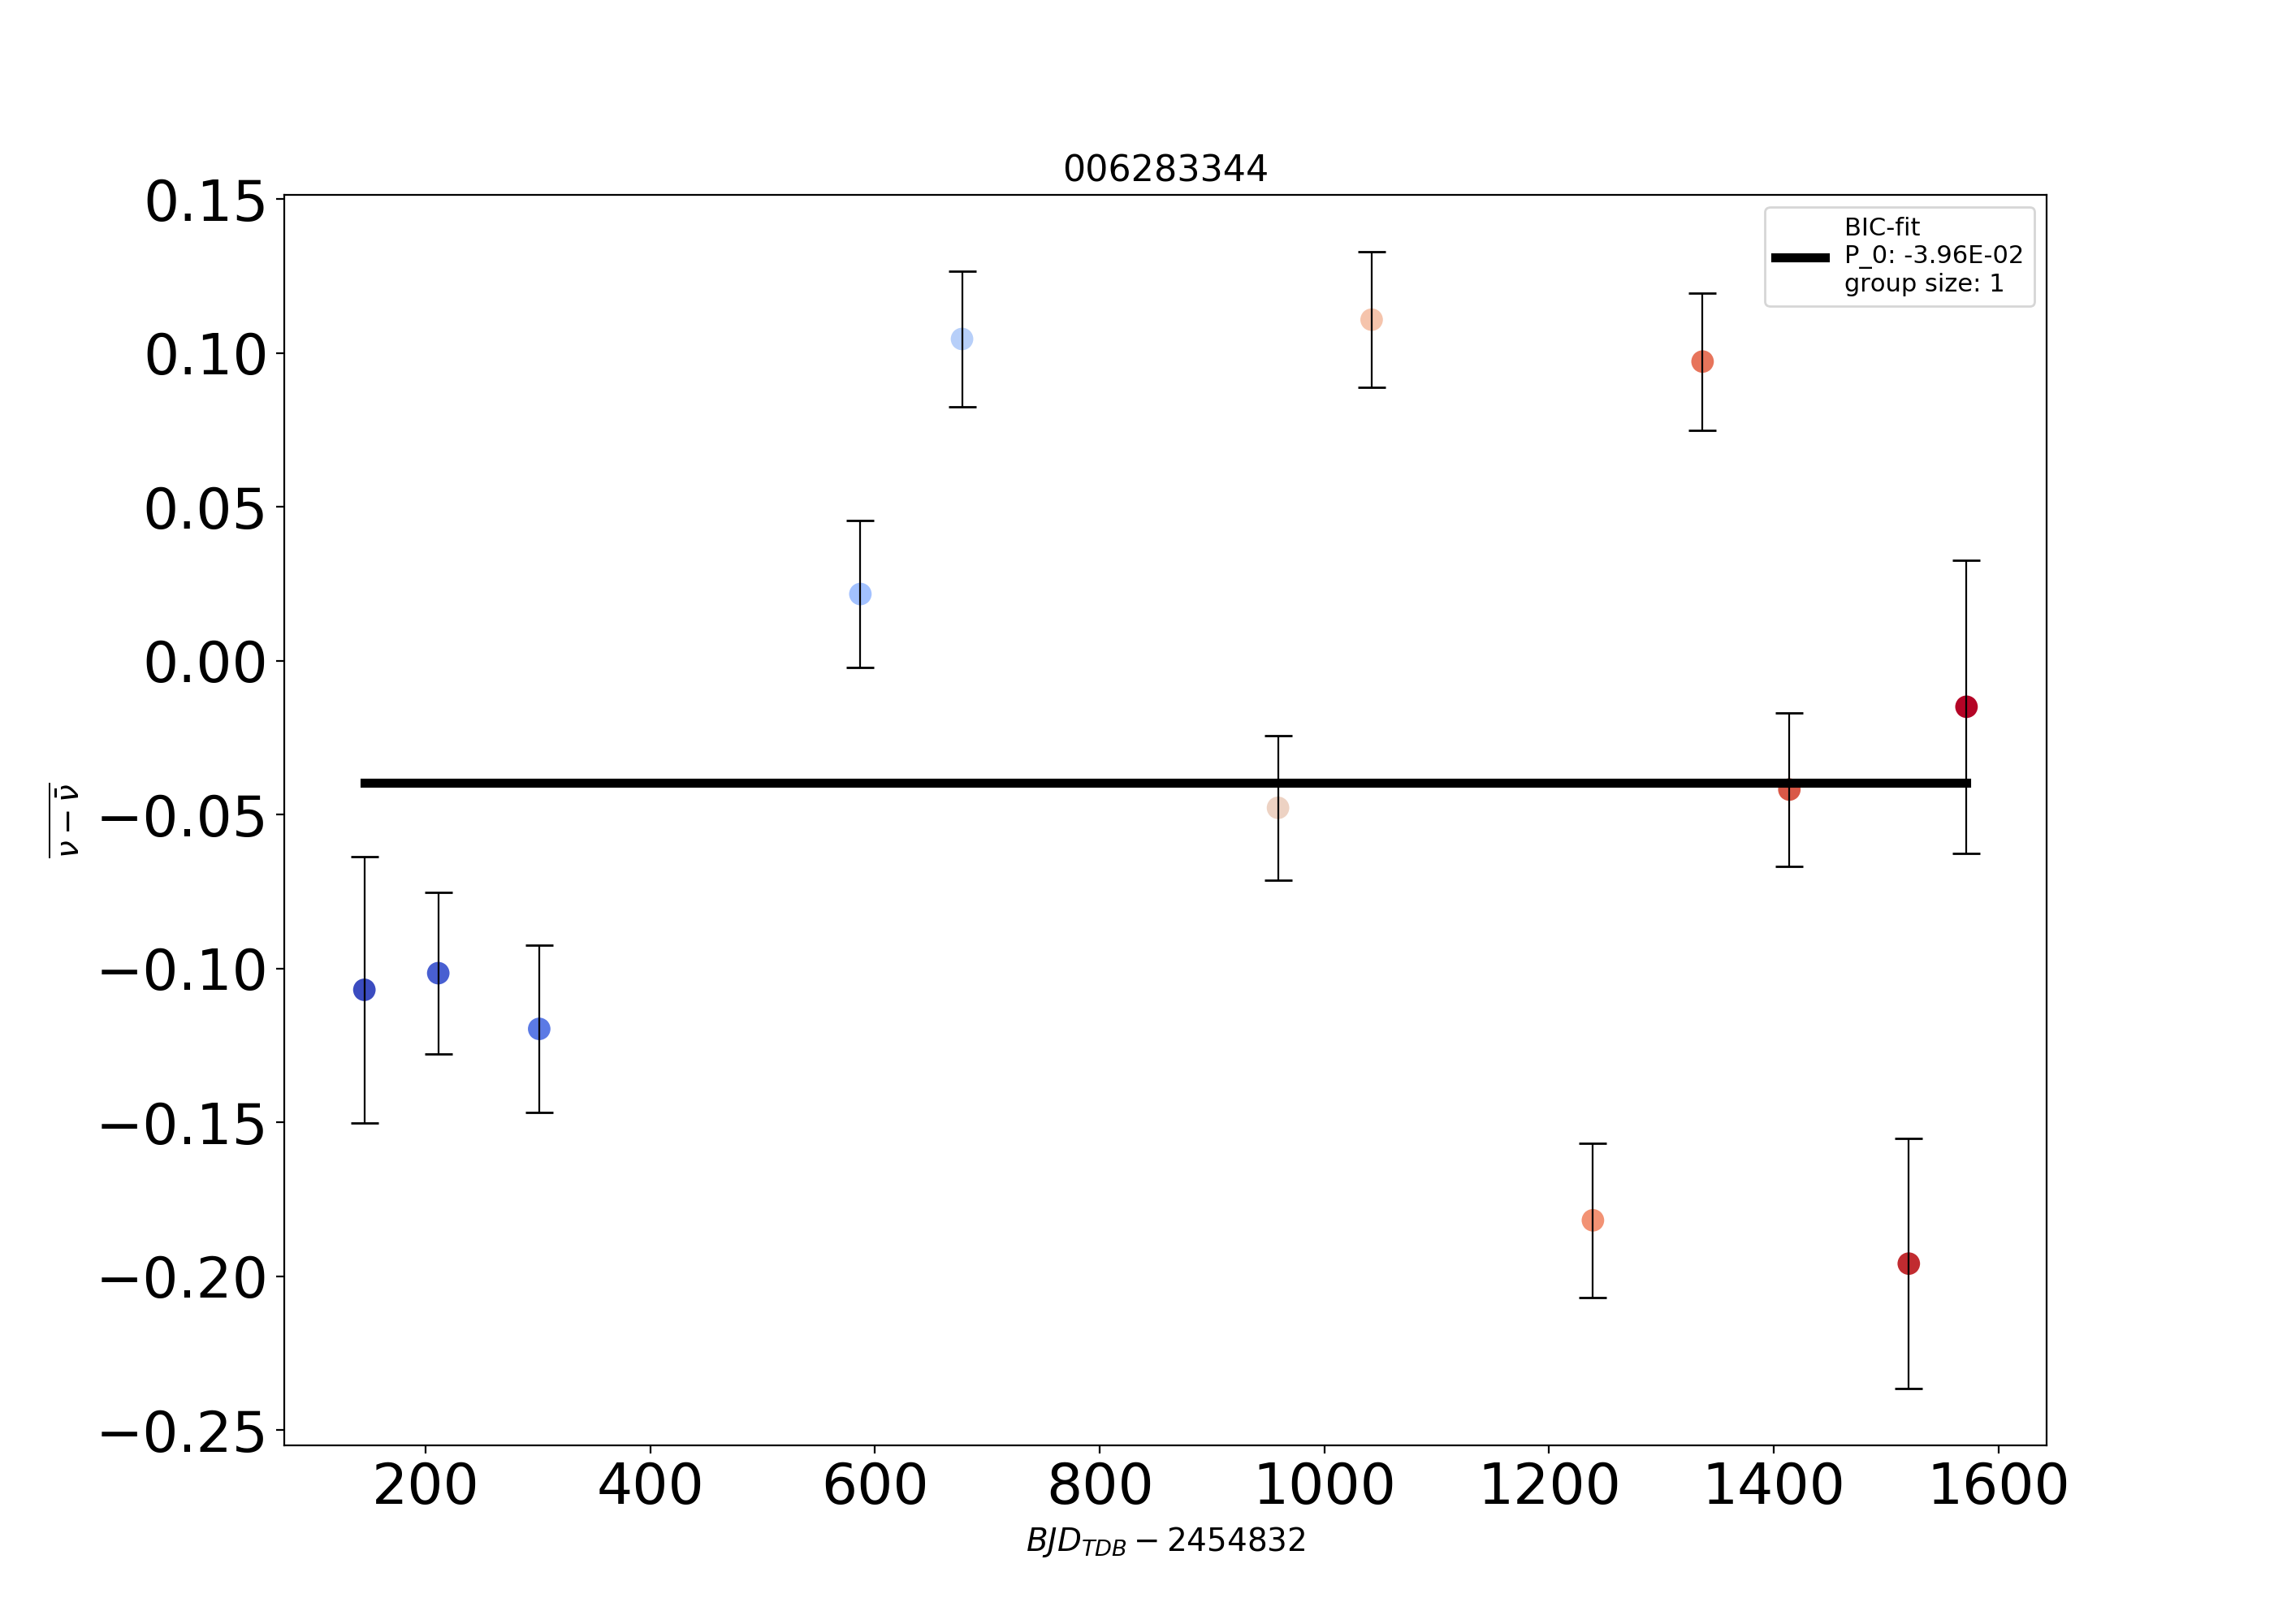 006283344
0.15
0.10
0.05
0.00
−0.05
−0.10
−0.15
−0.20
−0.25
ν − ν̄
BIC-fit
P_0: -3.96E-02
group size: 1
200 400 600 800 1000 1200 1400 1600
BJD_TDB − 2454832